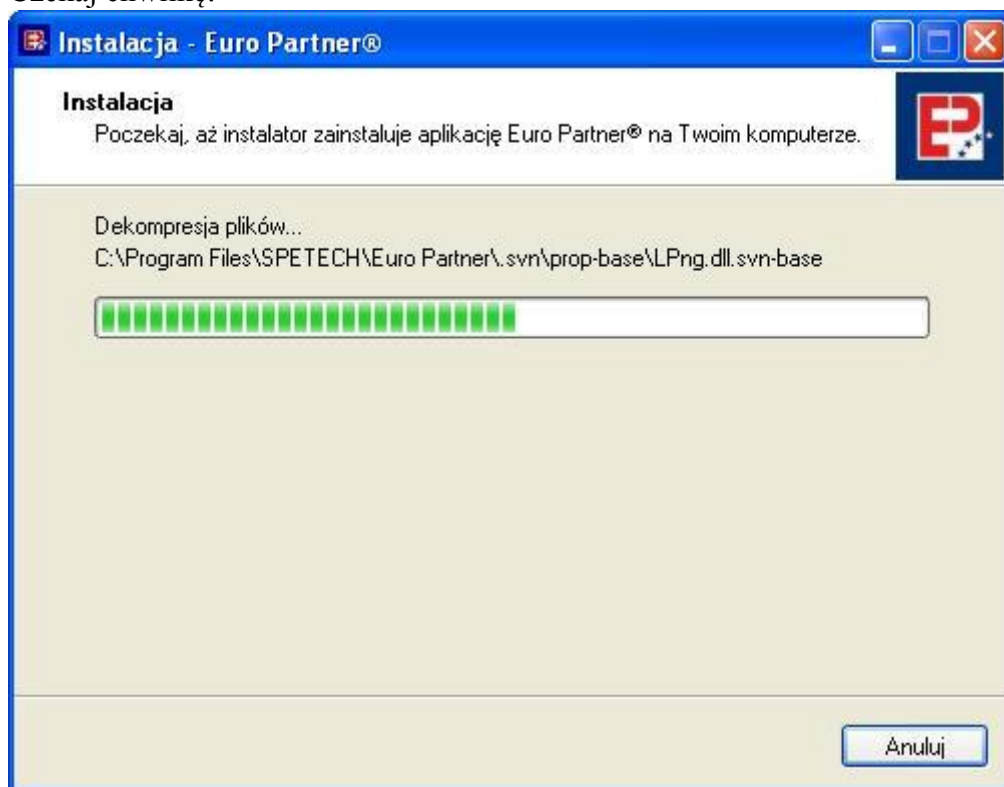 Instalacja - Euro Partner®
Instalacja
Poczekaj, aż instalator zainstaluje aplikację Euro Partner® na Twoim komputerze.
Dekompresja plików...
C:\Program Files\SPETECH\Euro Partner\.svn\prop-base\LPng.dll.svn-base
Anuluj